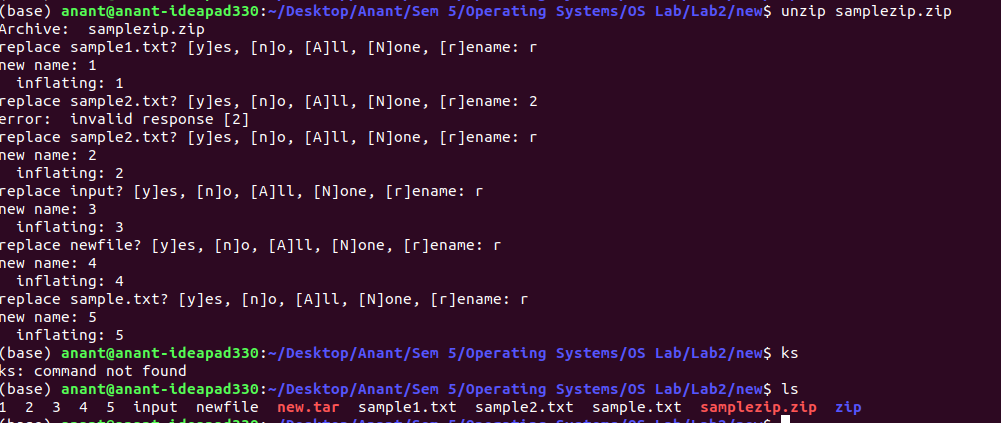 (base) anant@anant-ideapad330:~/Desktop/Anant/Sem 5/Operating Systems/OS Lab/Lab2/new$ unzip samplezip.zip
Archive:  samplezip.zip
replace sample1.txt? [y]es, [n]o, [A]ll, [N]one, [r]ename: r
new name: 1
  inflating: 1
replace sample2.txt? [y]es, [n]o, [A]ll, [N]one, [r]ename: 2
error:  invalid response [2]
replace sample2.txt? [y]es, [n]o, [A]ll, [N]one, [r]ename: r
new name: 2
  inflating: 2
replace input? [y]es, [n]o, [A]ll, [N]one, [r]ename: r
new name: 3
  inflating: 3
replace newfile? [y]es, [n]o, [A]ll, [N]one, [r]ename: r
new name: 4
  inflating: 4
replace sample.txt? [y]es, [n]o, [A]ll, [N]one, [r]ename: r
new name: 5
  inflating: 5
(base) anant@anant-ideapad330:~/Desktop/Anant/Sem 5/Operating Systems/OS Lab/Lab2/new$ ks
ks: command not found
(base) anant@anant-ideapad330:~/Desktop/Anant/Sem 5/Operating Systems/OS Lab/Lab2/new$ ls
1  2  3  4  5  input  newfile  new.tar  sample1.txt  sample2.txt  sample.txt  samplezip.zip  zip
(base) anant@anant-ideapad330:~/Desktop/Anant/Sem 5/Operating Systems/OS Lab/Lab2/new$